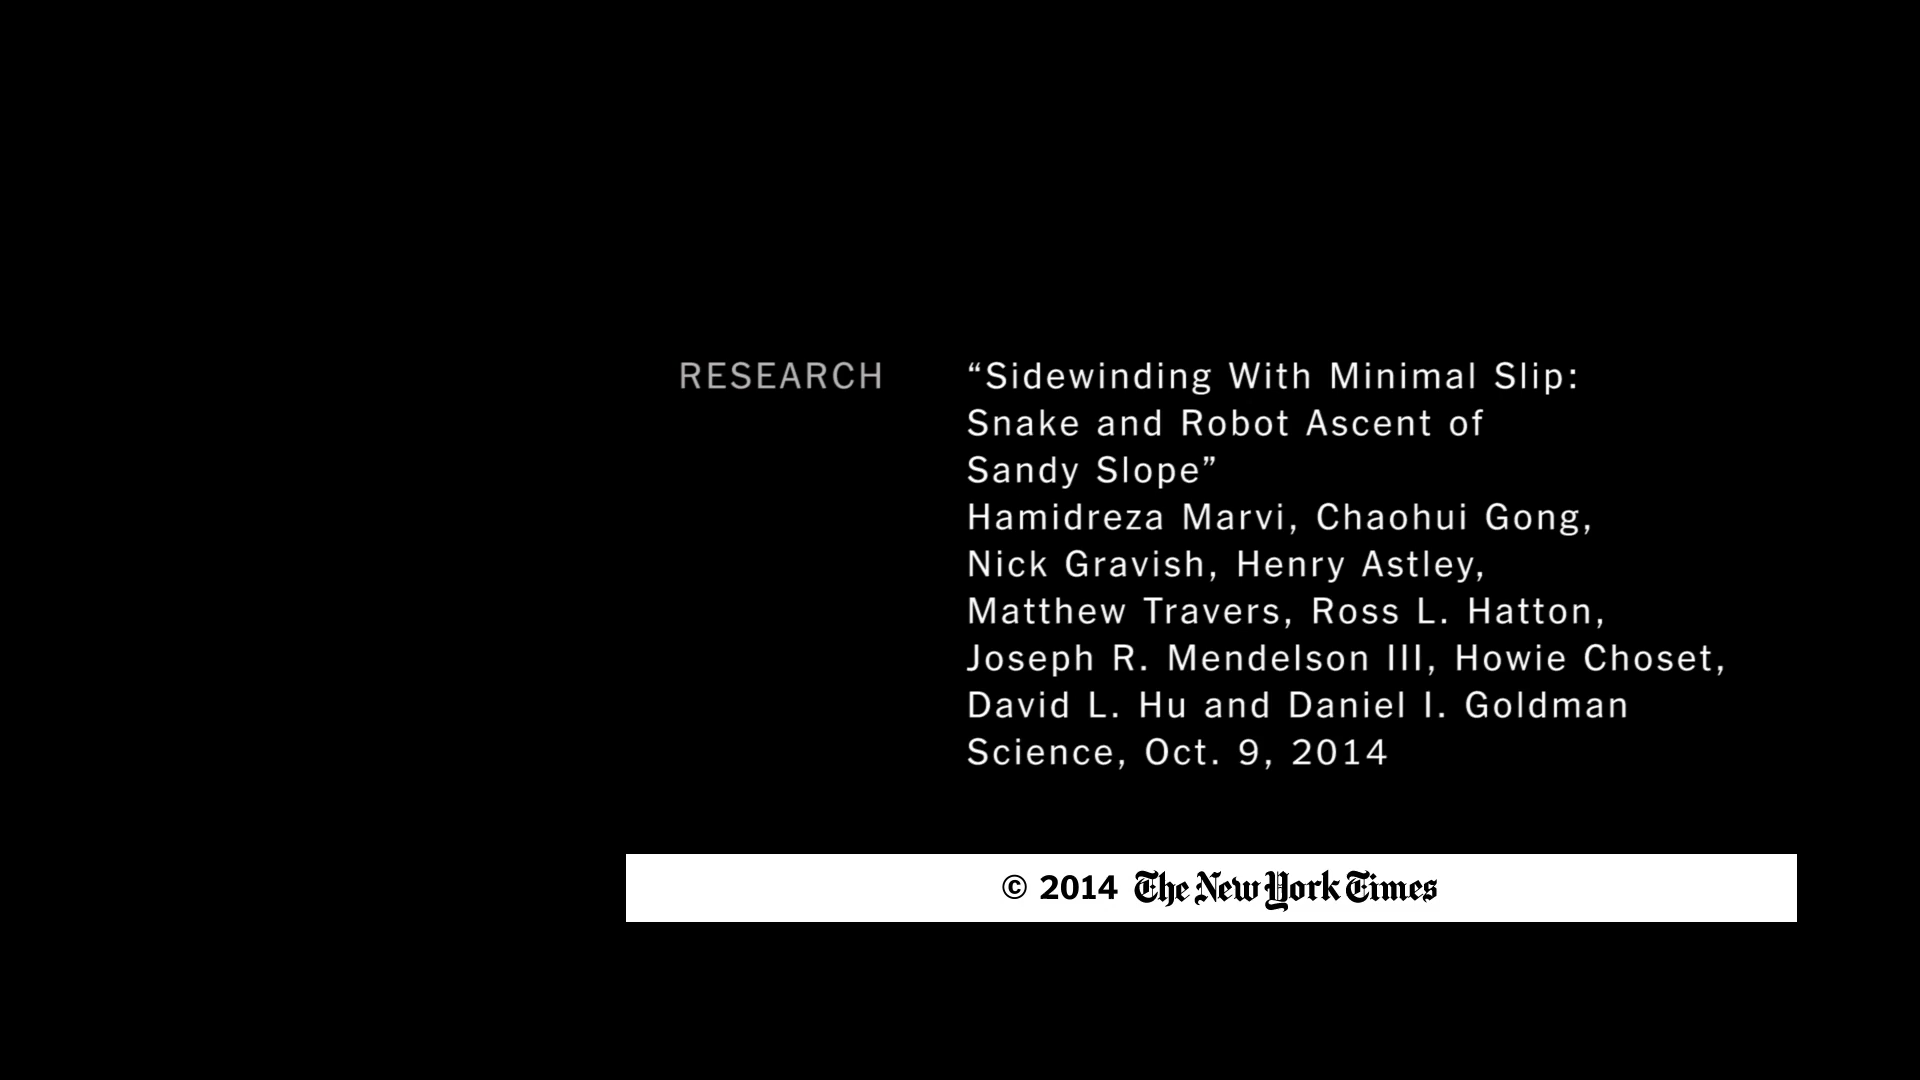 RESEARCH
“Sidewinding With Minimal Slip:
Snake and Robot Ascent of
Sandy Slope”
Hamidreza Marvi, Chaohui Gong,
Nick Gravish, Henry Astley,
Matthew Travers, Ross L. Hatton,
Joseph R. Mendelson III, Howie Choset,
David L. Hu and Daniel I. Goldman
Science, Oct. 9, 2014
© 2014 The New York Times